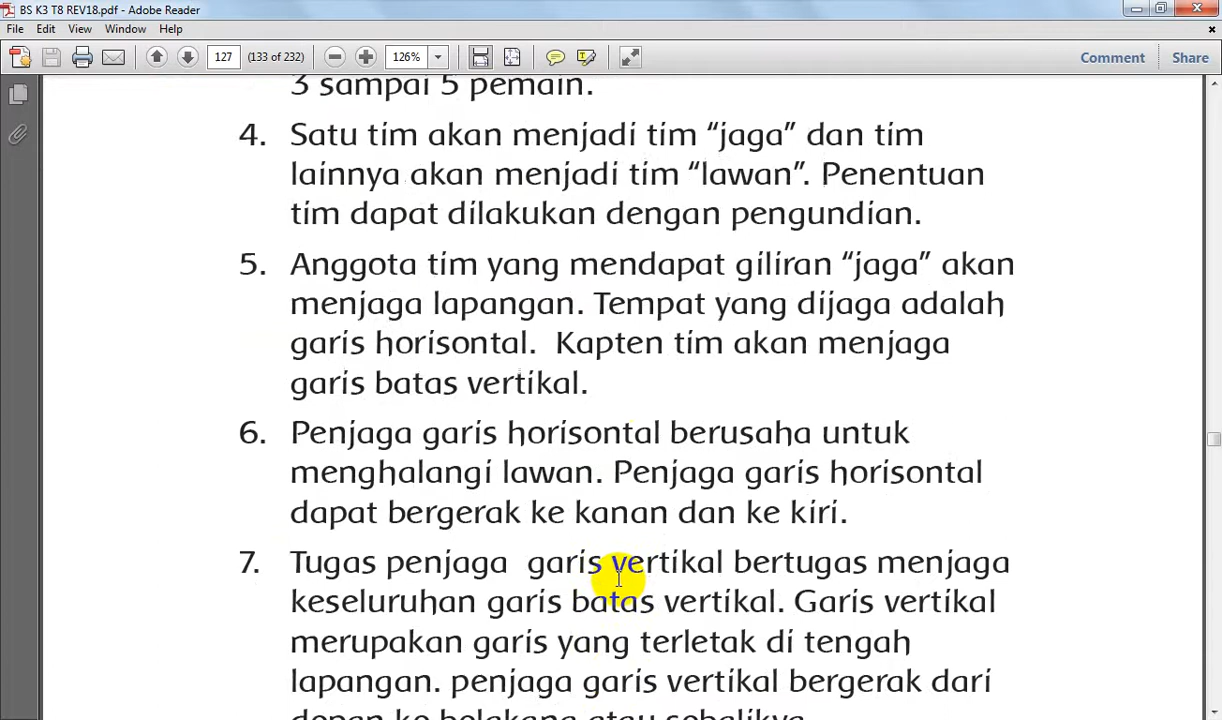 BS K3 T8 REV18.pdf - Adobe Reader
File Edit View Window Help
127 (133 of 232) 126% Comment Share
3 sampai 5 pemain.
4. Satu tim akan menjadi tim “jaga” dan tim
lainnya akan menjadi tim “lawan”. Penentuan
tim dapat dilakukan dengan pengundian.
5. Anggota tim yang mendapat giliran “jaga” akan
menjaga lapangan. Tempat yang dijaga adalah
garis horisontal.  Kapten tim akan menjaga
garis batas vertikal.
6. Penjaga garis horisontal berusaha untuk
menghalangi lawan. Penjaga garis horisontal
dapat bergerak ke kanan dan ke kiri.
7. Tugas penjaga  garis vertikal bertugas menjaga
keseluruhan garis batas vertikal. Garis vertikal
merupakan garis yang terletak di tengah
lapangan. penjaga garis vertikal bergerak dari
depan ke belakang atau sebaliknya